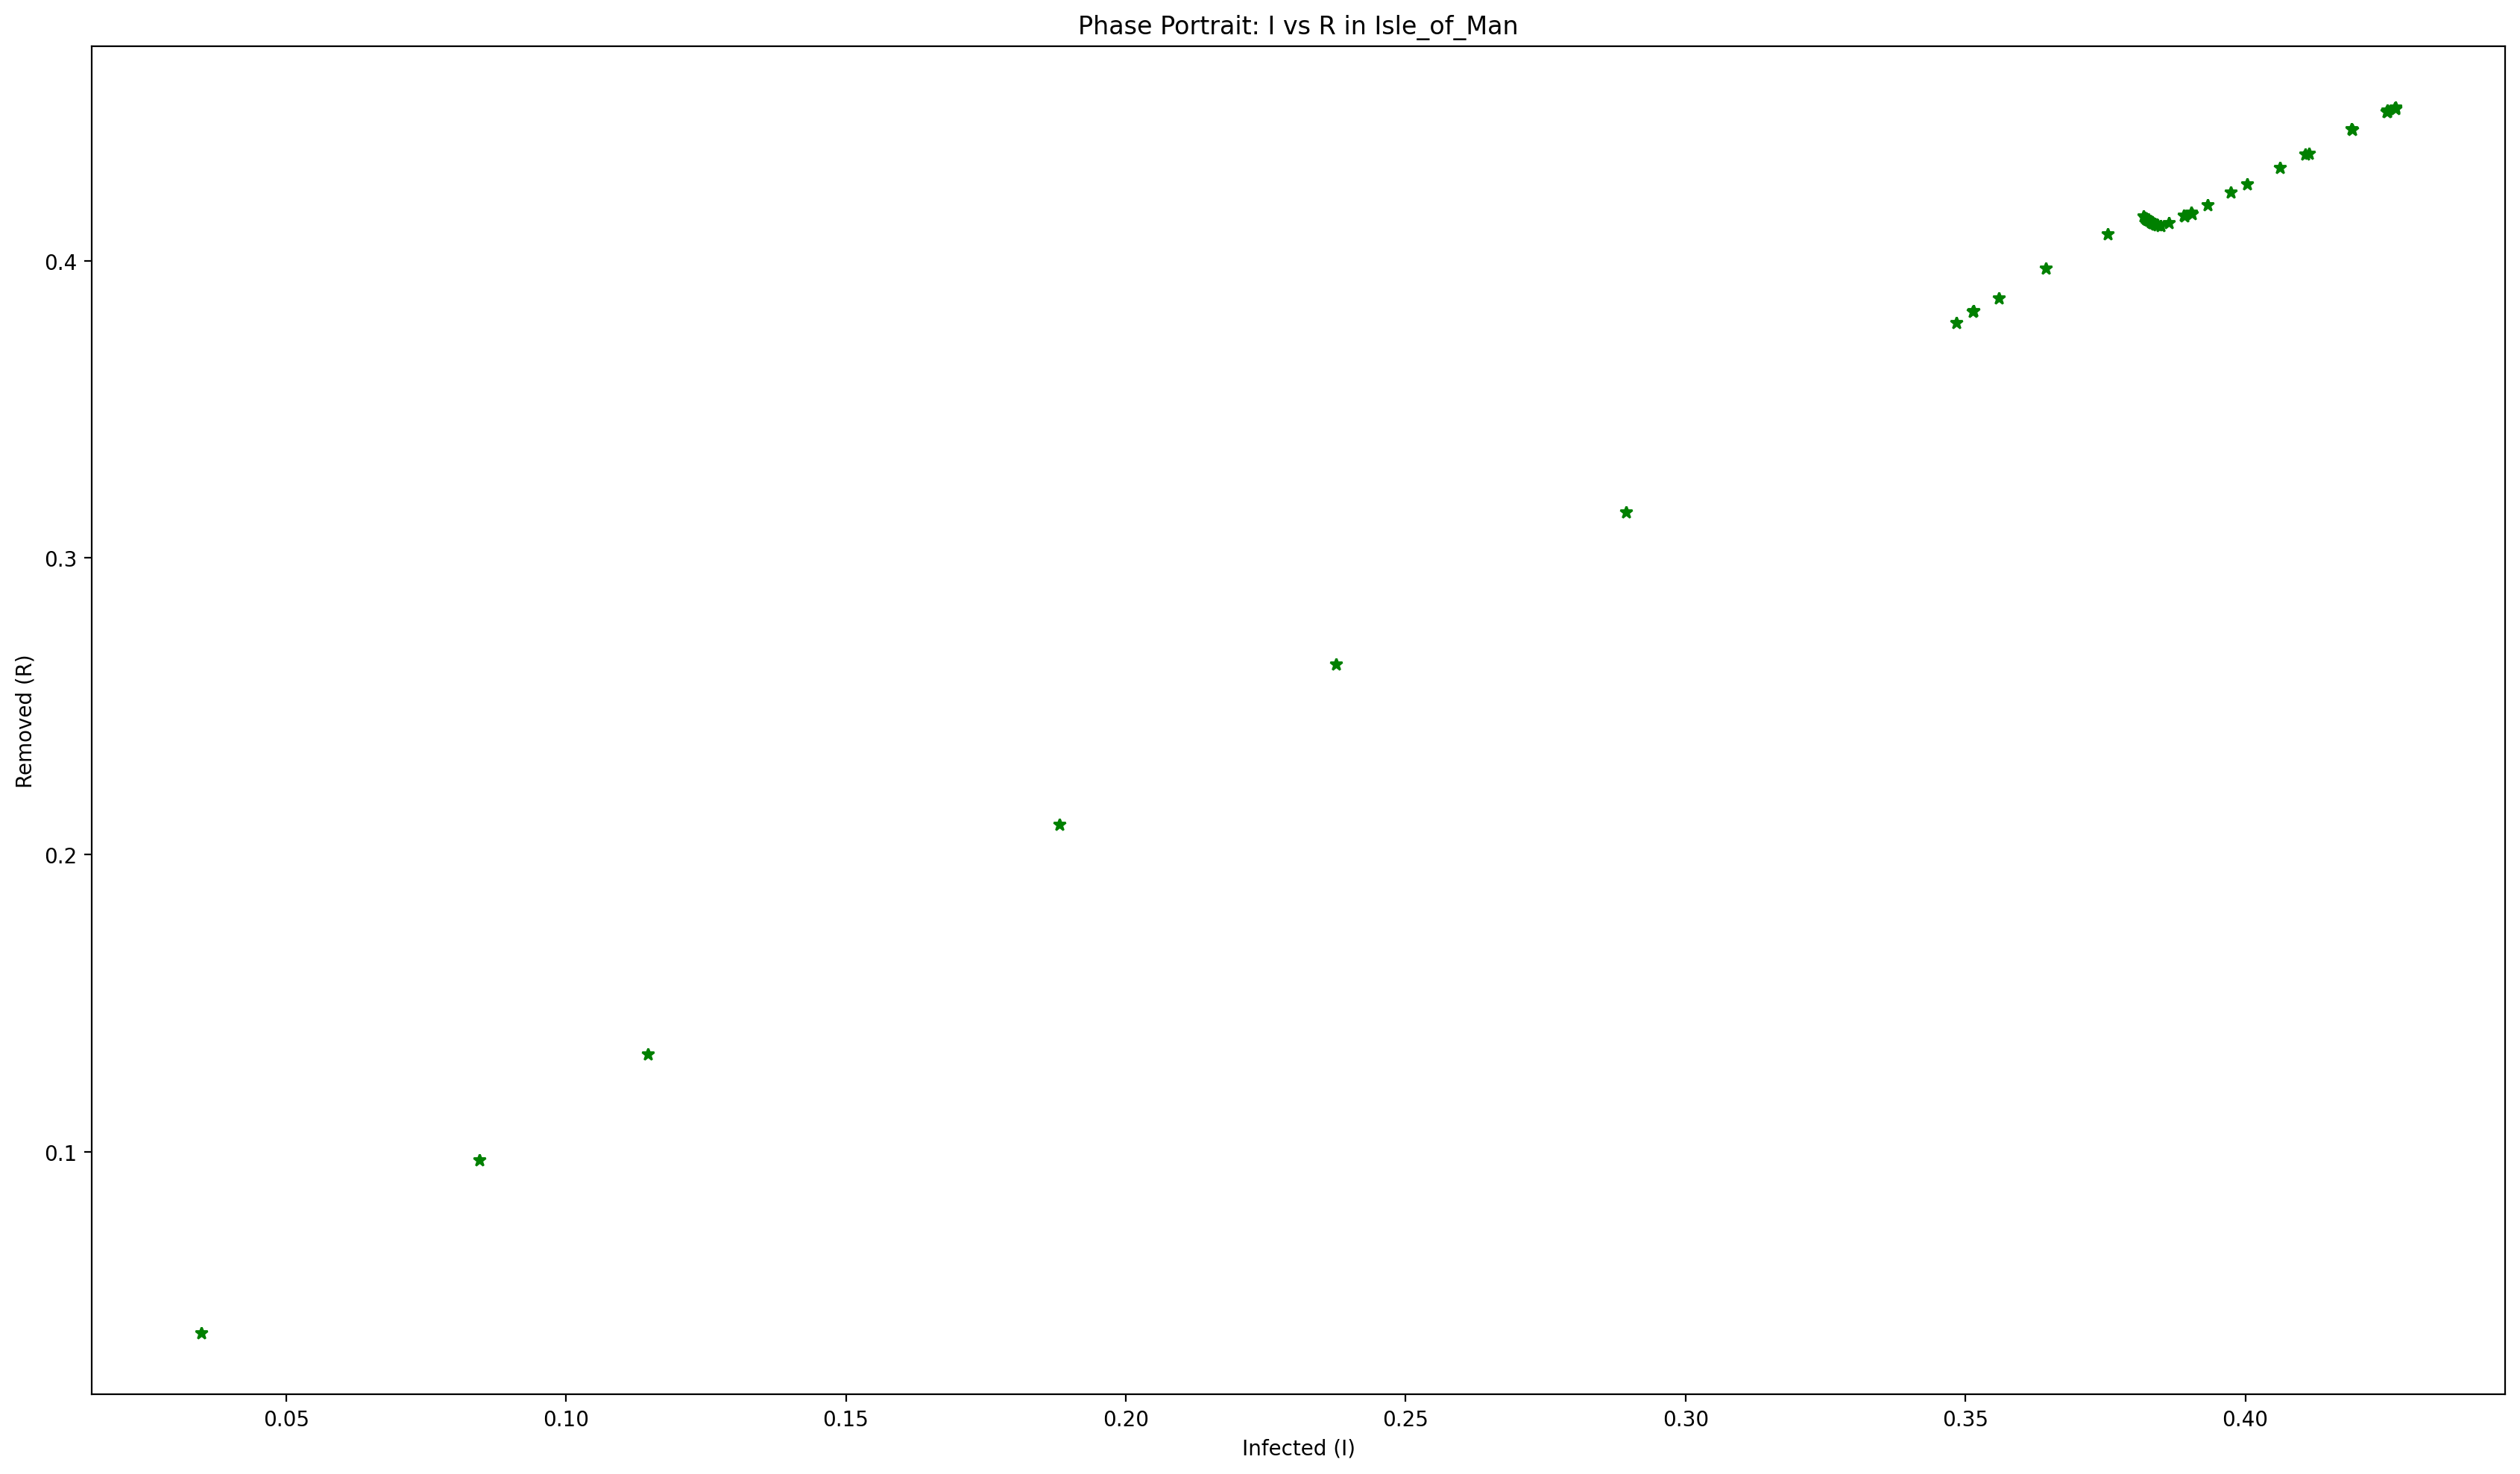 Phase Portrait: I vs R in Isle_of_Man
Removed (R)
0.4
0.3
0.2
0.1
0.05 0.10 0.15 0.20 0.25 0.30 0.35 0.40
Infected (I)